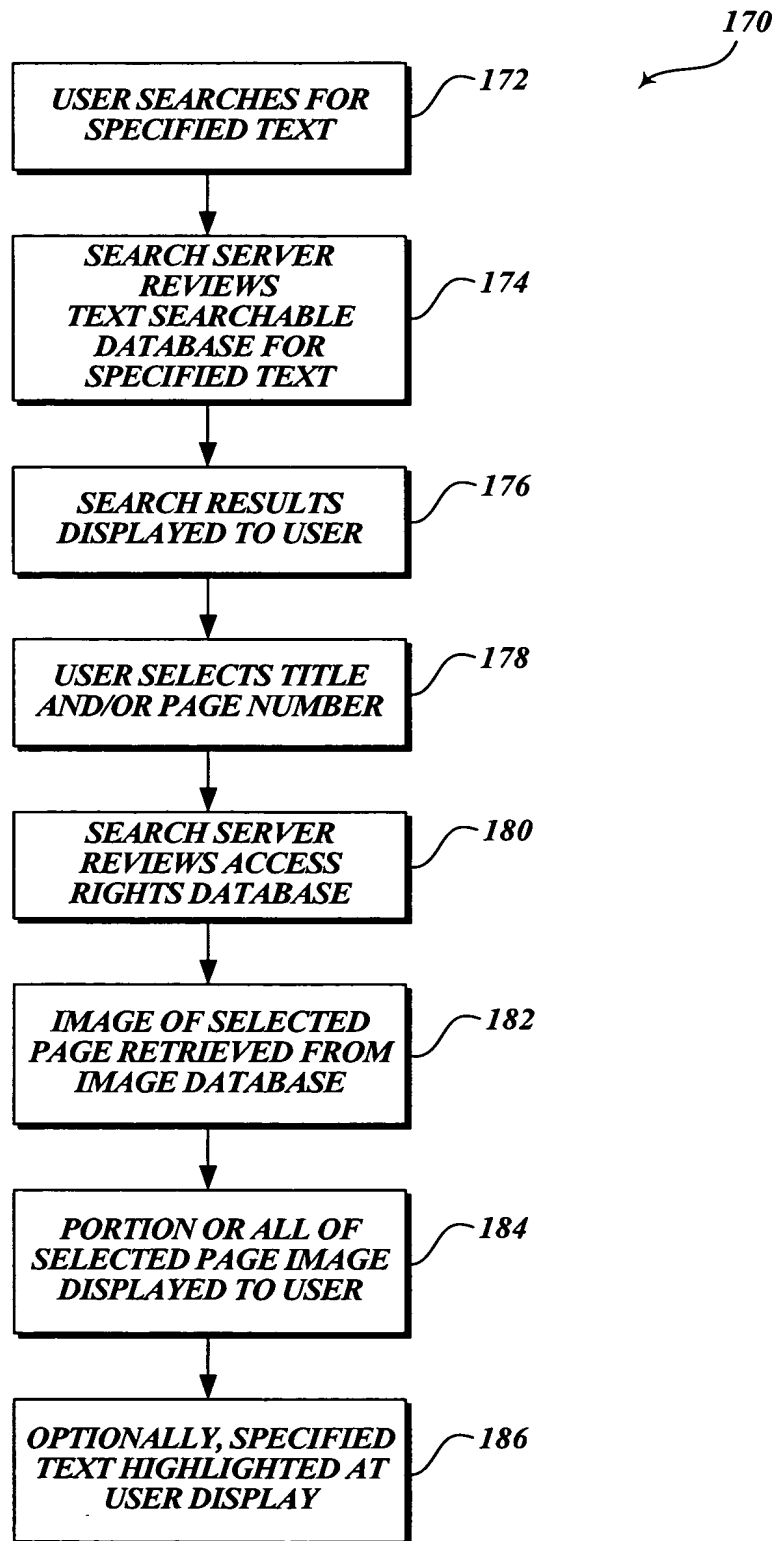 170
USER SEARCHES FOR
SPECIFIED TEXT
172
SEARCH SERVER
REVIEWS
TEXT SEARCHABLE
DATABASE FOR
SPECIFIED TEXT
174
SEARCH RESULTS
DISPLAYED TO USER
176
USER SELECTS TITLE
AND/OR PAGE NUMBER
178
SEARCH SERVER
REVIEWS ACCESS
RIGHTS DATABASE
180
IMAGE OF SELECTED
PAGE RETRIEVED FROM
IMAGE DATABASE
182
PORTION OR ALL OF
SELECTED PAGE IMAGE
DISPLAYED TO USER
184
OPTIONALLY, SPECIFIED
TEXT HIGHLIGHTED AT
USER DISPLAY
186